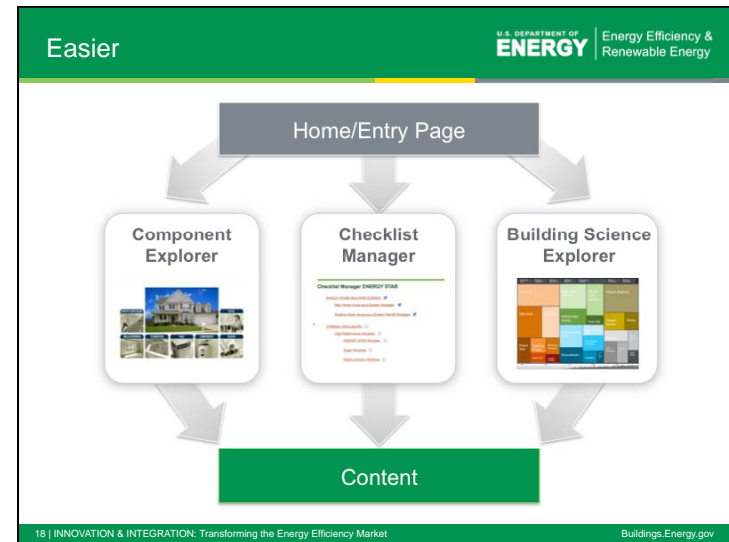 Easier
U.S. DEPARTMENT OF
ENERGY
Energy Efficiency &
Renewable Energy
Home/Entry Page
Component
Explorer
Checklist
Manager
Checklist Manager ENERGY STAR
Building Science
Explorer
Content
18 | INNOVATION & INTEGRATION: Transforming the Energy Efficiency Market
Buildings.Energy.gov